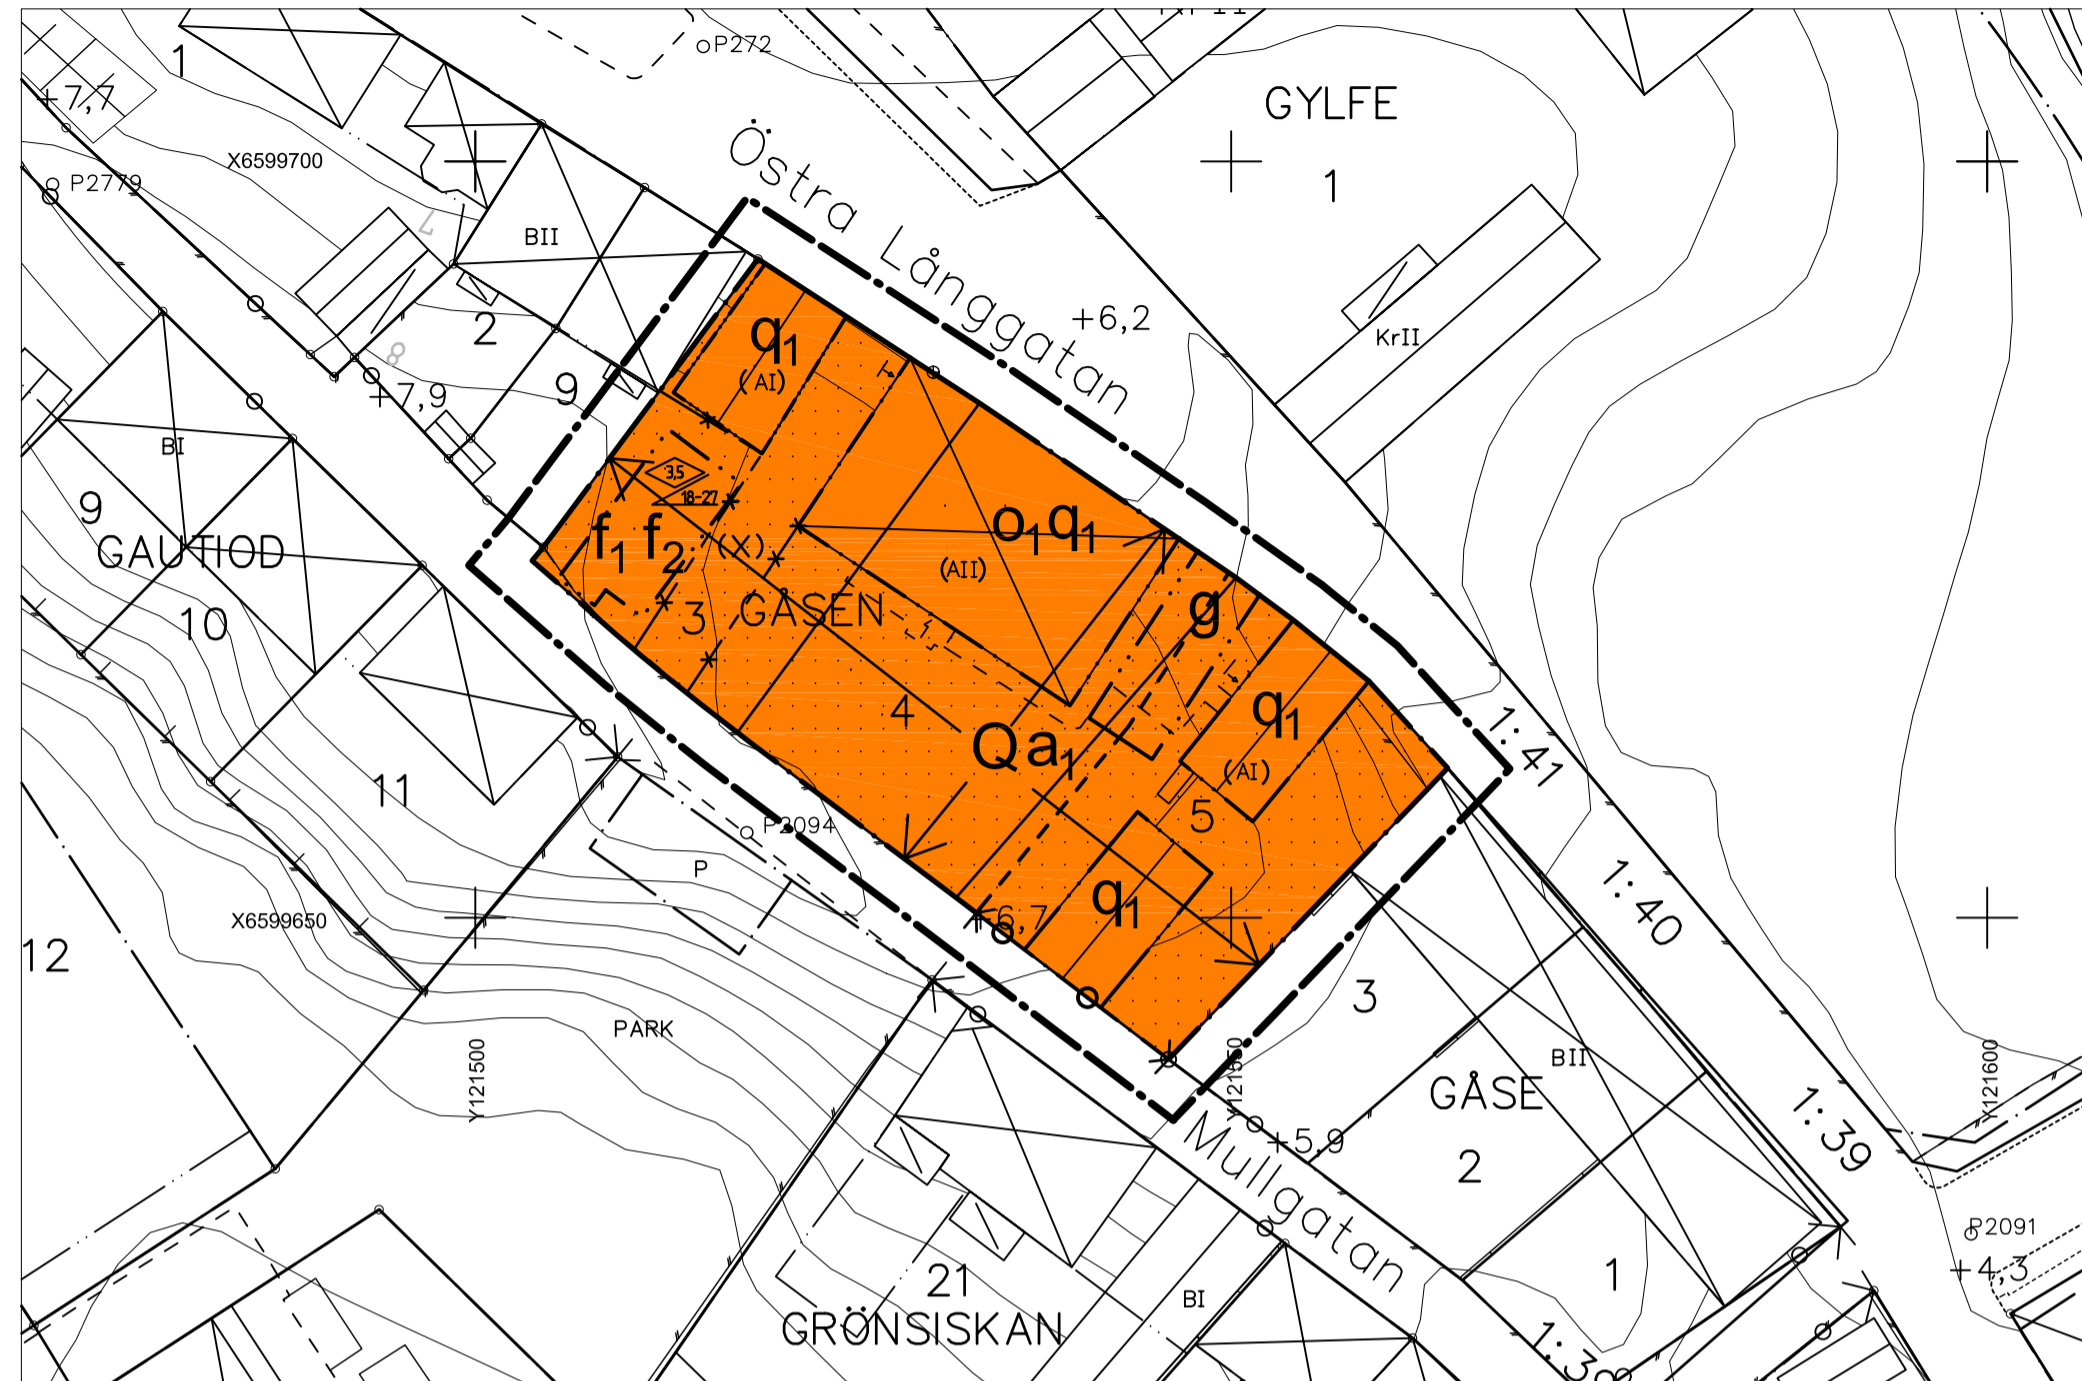 1
P272
GYLFE
+7,7
X6599700
1
P2779
Östra Långgatan
7
BII
+6,2
q1
KrII
2
8
(AI)
9
+7,9
BI
3,5
18-27
9
o1q1
f1 f2
(X)
GAUTIOD
(AII)
10
3
GÅSEN
g
4
q1
Qa1
1:41
(AI)
11
5
P2094
P
q1
1:40
X6599650
6,7
12
3
PARK
BII
Y121500
Y121550
Y121600
GÅSE
1:39
Mullgatan
+5,9
2
P2091
+4,3
21
1
BI
GRÖNSISKAN